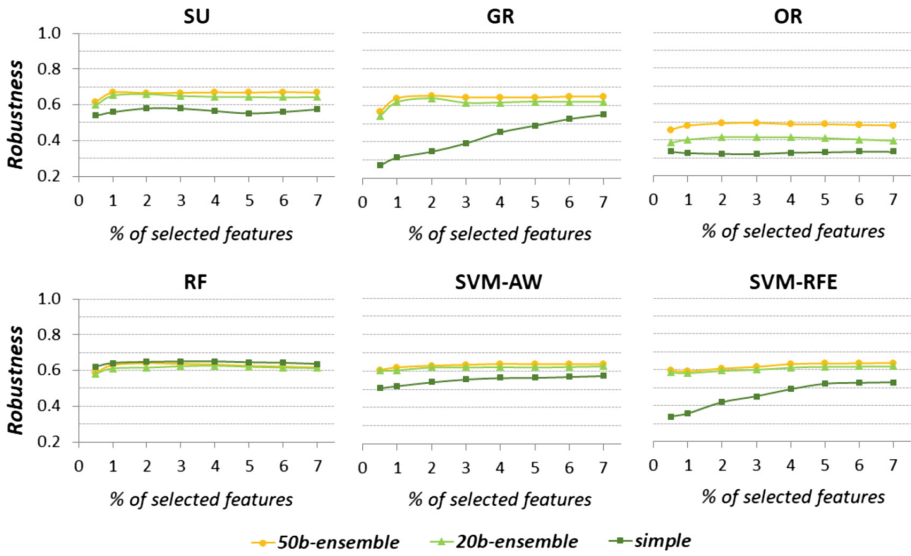 SU GR OR
1.0
0.8
0.6
0.4
0.2
Robustness
0 1 2 3 4 5 6 7
0 1 2 3 4 5 6 7
0 1 2 3 4 5 6 7
% of selected features
% of selected features
% of selected features
RF SVM-AW SVM-RFE
1.0
0.8
0.6
0.4
0.2
Robustness
0 1 2 3 4 5 6 7
0 1 2 3 4 5 6 7
0 1 2 3 4 5 6 7
% of selected features
% of selected features
% of selected features
50b-ensemble 20b-ensemble simple